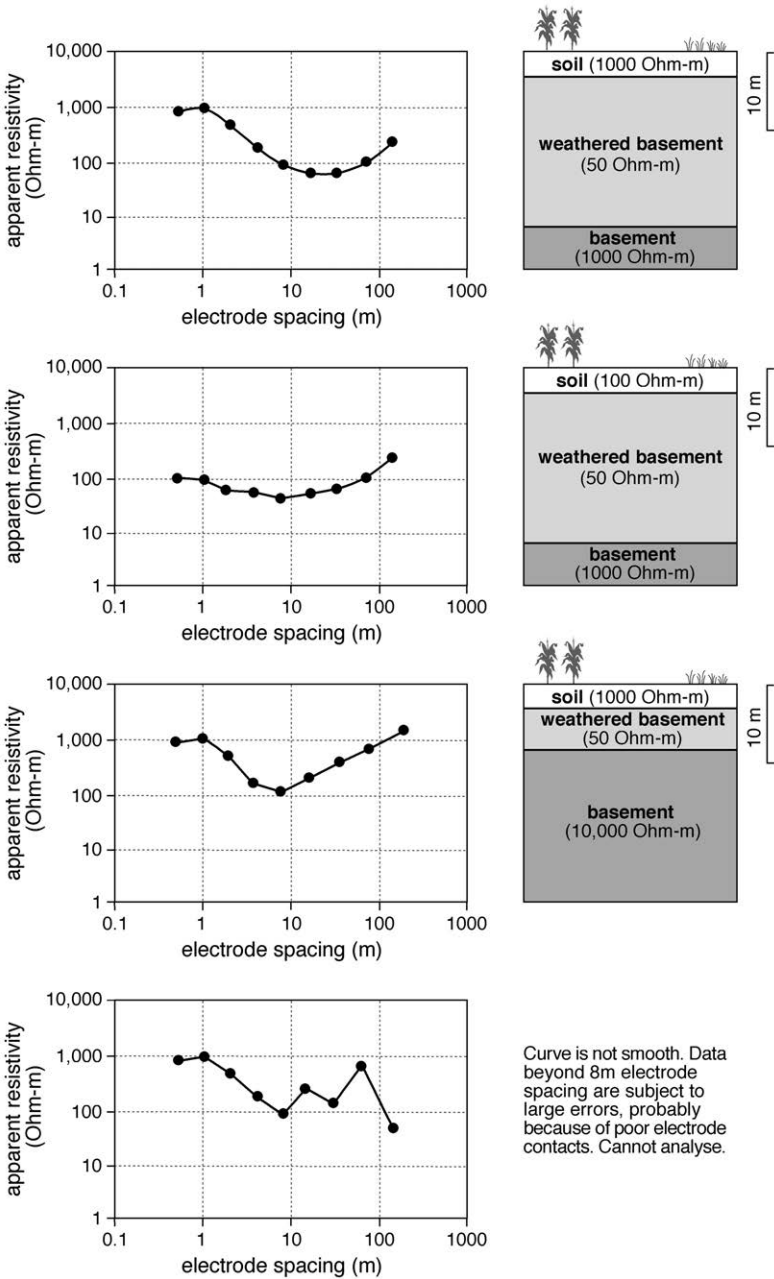 apparent resistivity
(Ohm-m)
10,000
1,000
100
10
1
0.1
1
10
100
1000
electrode spacing (m)
soil (1000 Ohm-m)
weathered basement
(50 Ohm-m)
basement
(1000 Ohm-m)
10 m
apparent resistivity
(Ohm-m)
10,000
1,000
100
10
1
0.1
1
10
100
1000
electrode spacing (m)
soil (100 Ohm-m)
weathered basement
(50 Ohm-m)
basement
(1000 Ohm-m)
10 m
apparent resistivity
(Ohm-m)
10,000
1,000
100
10
1
0.1
1
10
100
1000
electrode spacing (m)
soil (1000 Ohm-m)
weathered basement
(50 Ohm-m)
basement
(10,000 Ohm-m)
10 m
apparent resistivity
(Ohm-m)
10,000
1,000
100
10
1
0.1
1
10
100
1000
electrode spacing (m)
Curve is not smooth. Data
beyond 8m electrode
spacing are subject to
large errors, probably
because of poor electrode
contacts. Cannot analyse.